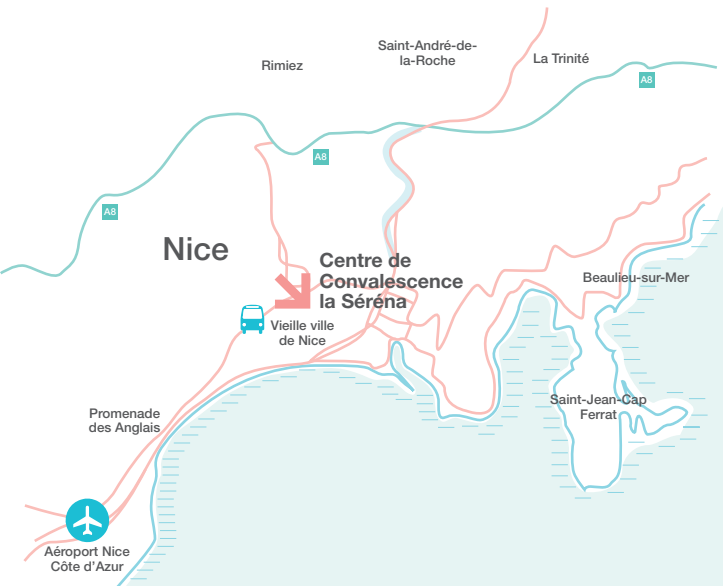 Saint-André-de-
la-Roche
La Trinité
Rimiez
A8
A8
A8
Nice
Centre de
Convalescence
la Séréna
Beaulieu-sur-Mer
Vieille ville
de Nice
Saint-Jean-Cap
Ferrat
Promenade
des Anglais
Aéroport Nice
Côte d’Azur